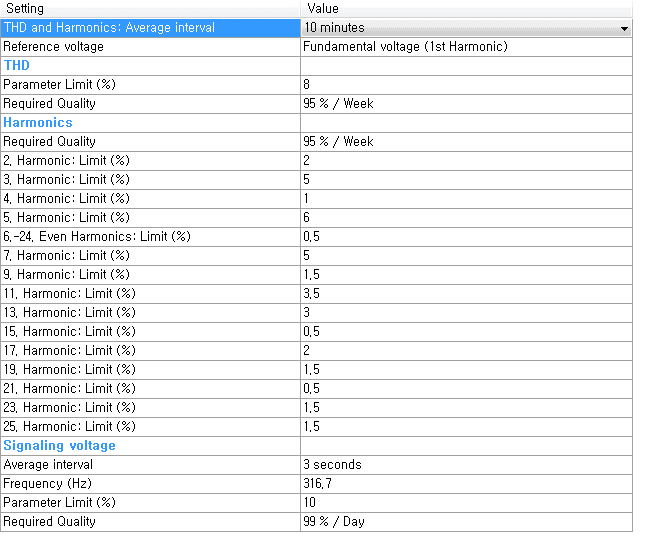 Setting Value
THD and Harmonics: Average interval 10 minutes
Reference voltage Fundamental voltage (1st Harmonic)
THD
Parameter Limit (%) 8
Required Quality 95 % / Week
Harmonics
Required Quality 95 % / Week
2. Harmonic: Limit (%) 2
3. Harmonic: Limit (%) 5
4. Harmonic: Limit (%) 1
5. Harmonic: Limit (%) 6
6.-24. Even Harmonics: Limit (%) 0.5
7. Harmonic: Limit (%) 5
9. Harmonic: Limit (%) 1.5
11. Harmonic: Limit (%) 3.5
13. Harmonic: Limit (%) 3
15. Harmonic: Limit (%) 0.5
17. Harmonic: Limit (%) 2
19. Harmonic: Limit (%) 1.5
21. Harmonic: Limit (%) 0.5
23. Harmonic: Limit (%) 1.5
25. Harmonic: Limit (%) 1.5
Signaling voltage
Average interval 3 seconds
Frequency (Hz) 316.7
Parameter Limit (%) 10
Required Quality 99 % / Day